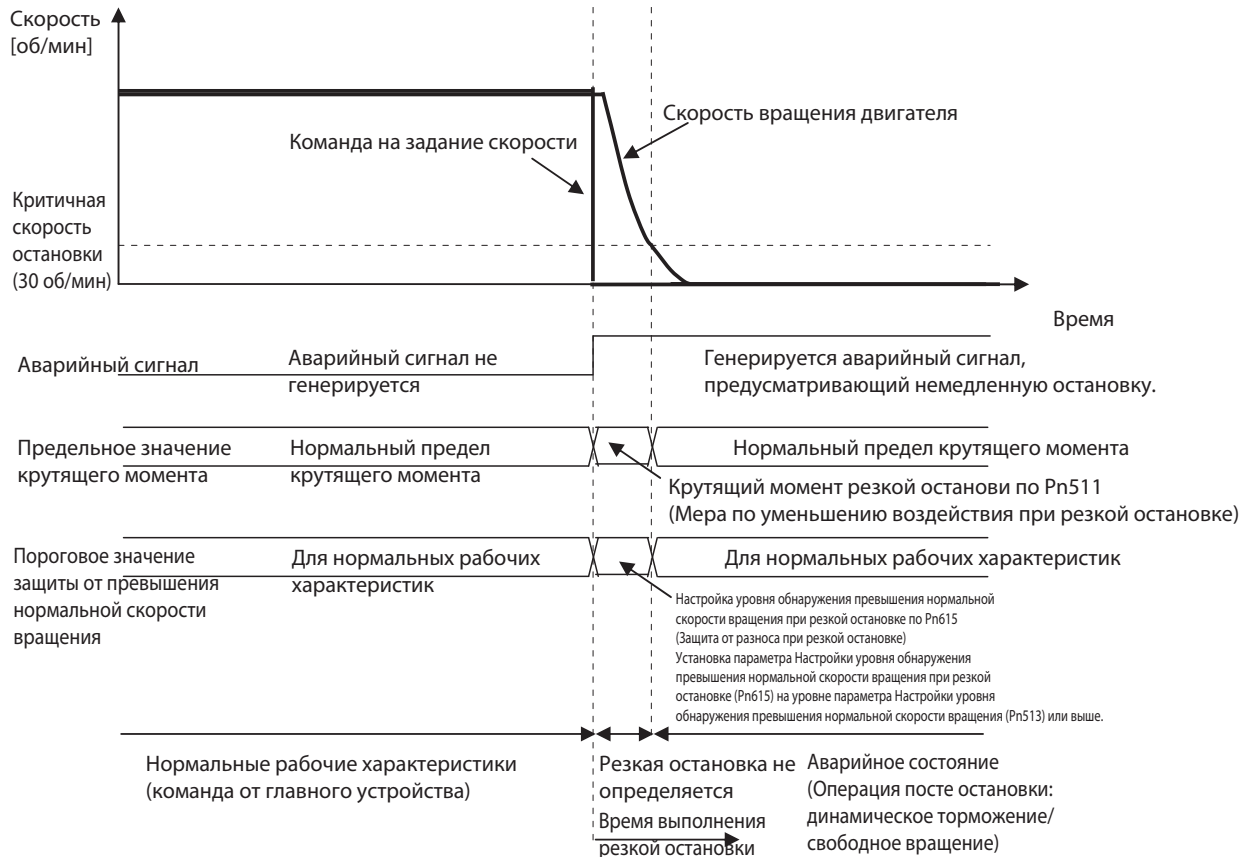 Скорость
[об/мин]
Скорость вращения двигателя
Команда на задание скорости
Критичная
скорость
остановки
(30 об/мин)
Время
Аварийный сигнал
Аварийный сигнал не
генерируется
Генерируется аварийный сигнал,
предусматривающий немедленную остановку.
Предельное значение
крутящего момента
Нормальный предел
крутящего момента
Нормальный предел крутящего момента
Крутящий момент резкой останови по Pn511
(Мера по уменьшению воздействия при резкой остановке)
Пороговое значение
защиты от превышения
нормальной скорости
вращения
Для нормальных рабочих
характеристик
Для нормальных рабочих характеристик
Настройка уровня обнаружения превышения нормальной
скорости вращения при резкой остановке по Pn615
(Защита от разноса при резкой остановке)
Установка параметра Настройки уровня обнаружения
превышения нормальной скорости вращения при резкой
остановке (Pn615) на уровне параметра Настройки уровня
обнаружения превышения нормальной скорости вращения (Pn513) или выше.
Нормальные рабочие характеристики
(команда от главного устройства)
Резкая остановка не
определяется
Время выполнения
резкой остановки
Аварийное состояние
(Операция посте остановки:
динамическое торможение/
свободное вращение)